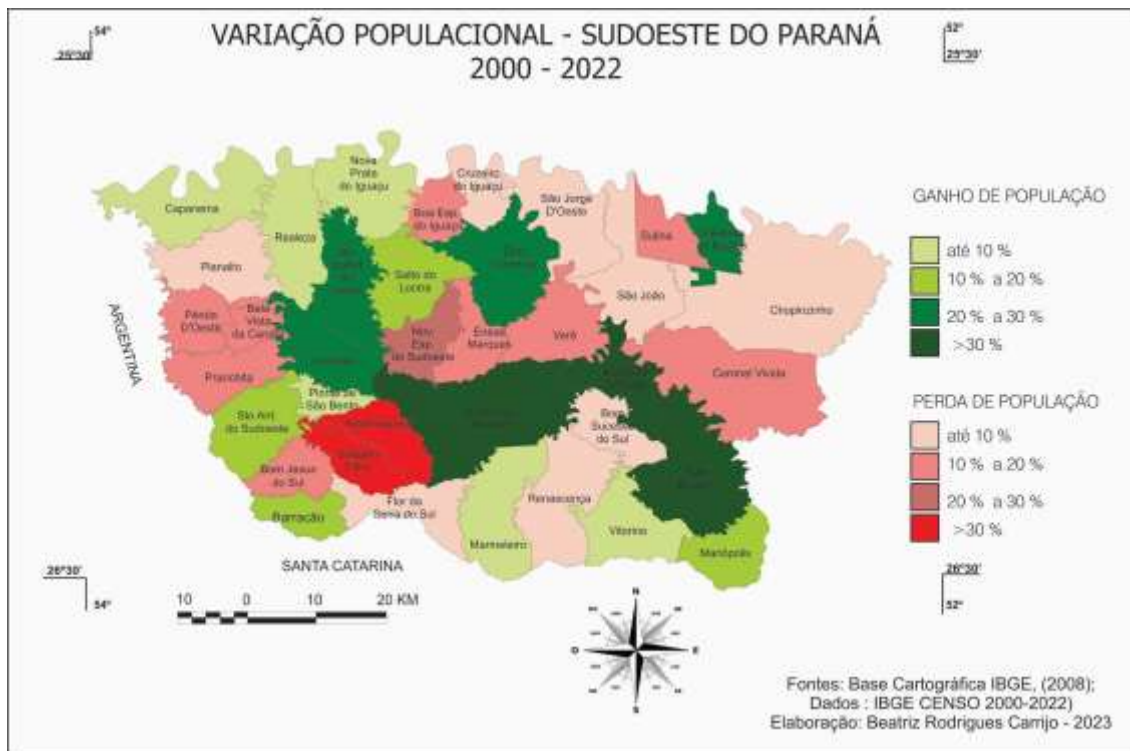 VARIAÇÃO POPULACIONAL - SUDOESTE DO PARANÁ
2000 - 2022
54°
25°30'
52°
25°30'
Nova
Prata
do Iguaçu
Cruzeiro
do Iguaçu
São Jorge
D'Oeste
Capanema
Realeza
Boa Esp.
do Iguaçu
Sulina
Planalto
Salto do
Lontra
São João
Chopinzinho
Pérola
D'Oeste
Bela
Vista
da Caro
Nov
Esp.
do Sudoeste
Enéas
Marques
Verê
Coronel Vivida
Pranchita
ARGENTINA
São Bento
Sto Ant.
do Sudoeste
Bom
Sucesso
do Sul
Bom Jesus
do Sul
Flor da
Serra do Sul
Renascença
Barracão
Marmeleiro
Vitorino
Mariópolis
SANTA CATARINA
26°30'
54°
26°30'
52°
10 0 10 20 KM
N
O E
S
GANHO DE POPULAÇÃO
até 10 %
10 % a 20 %
20 % a 30 %
>30 %
PERDA DE POPULAÇÃO
até 10 %
10 % a 20 %
20 % a 30 %
>30 %
Fontes: Base Cartográfica IBGE, (2008);
Dados : IBGE CENSO 2000-2022)
Elaboração: Beatriz Rodrigues Carrijo - 2023